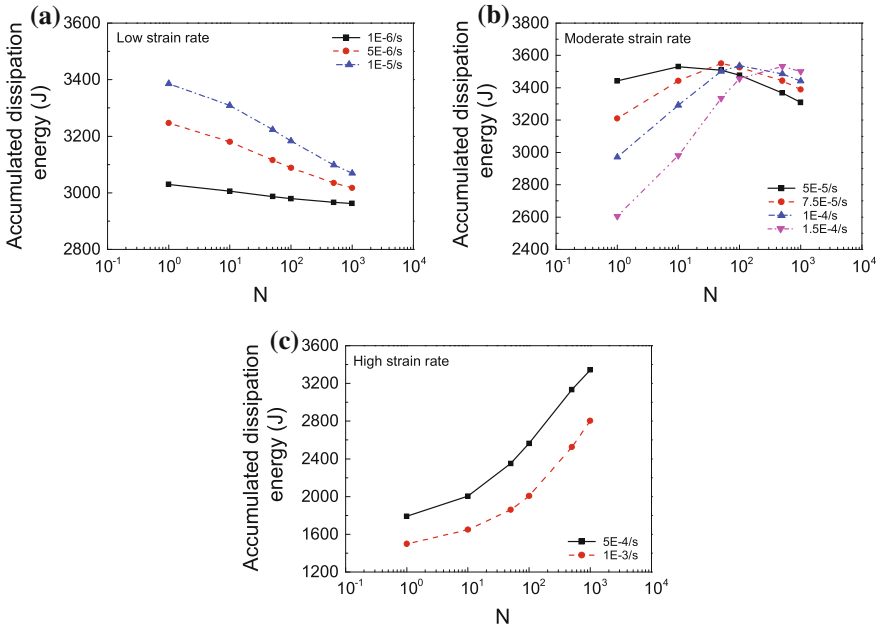 (a)
3600
3400
3200
3000
2800
Accumulated dissipation
energy (J)
Low strain rate
1E-6/s
5E-6/s
1E-5/s
10-1
100
101
102
103
104
N
(b)
3800
3600
3400
3200
3000
2800
2600
2400
Accumulated dissipation
energy (J)
Moderate strain rate
5E-5/s
7.5E-5/s
1E-4/s
1.5E-4/s
10-1
100
101
102
103
104
N
(c)
3600
3200
2800
2400
2000
1600
1200
Accumulated dissipation
energy (J)
High strain rate
5E-4/s
1E-3/s
10-1
100
101
102
103
104
N